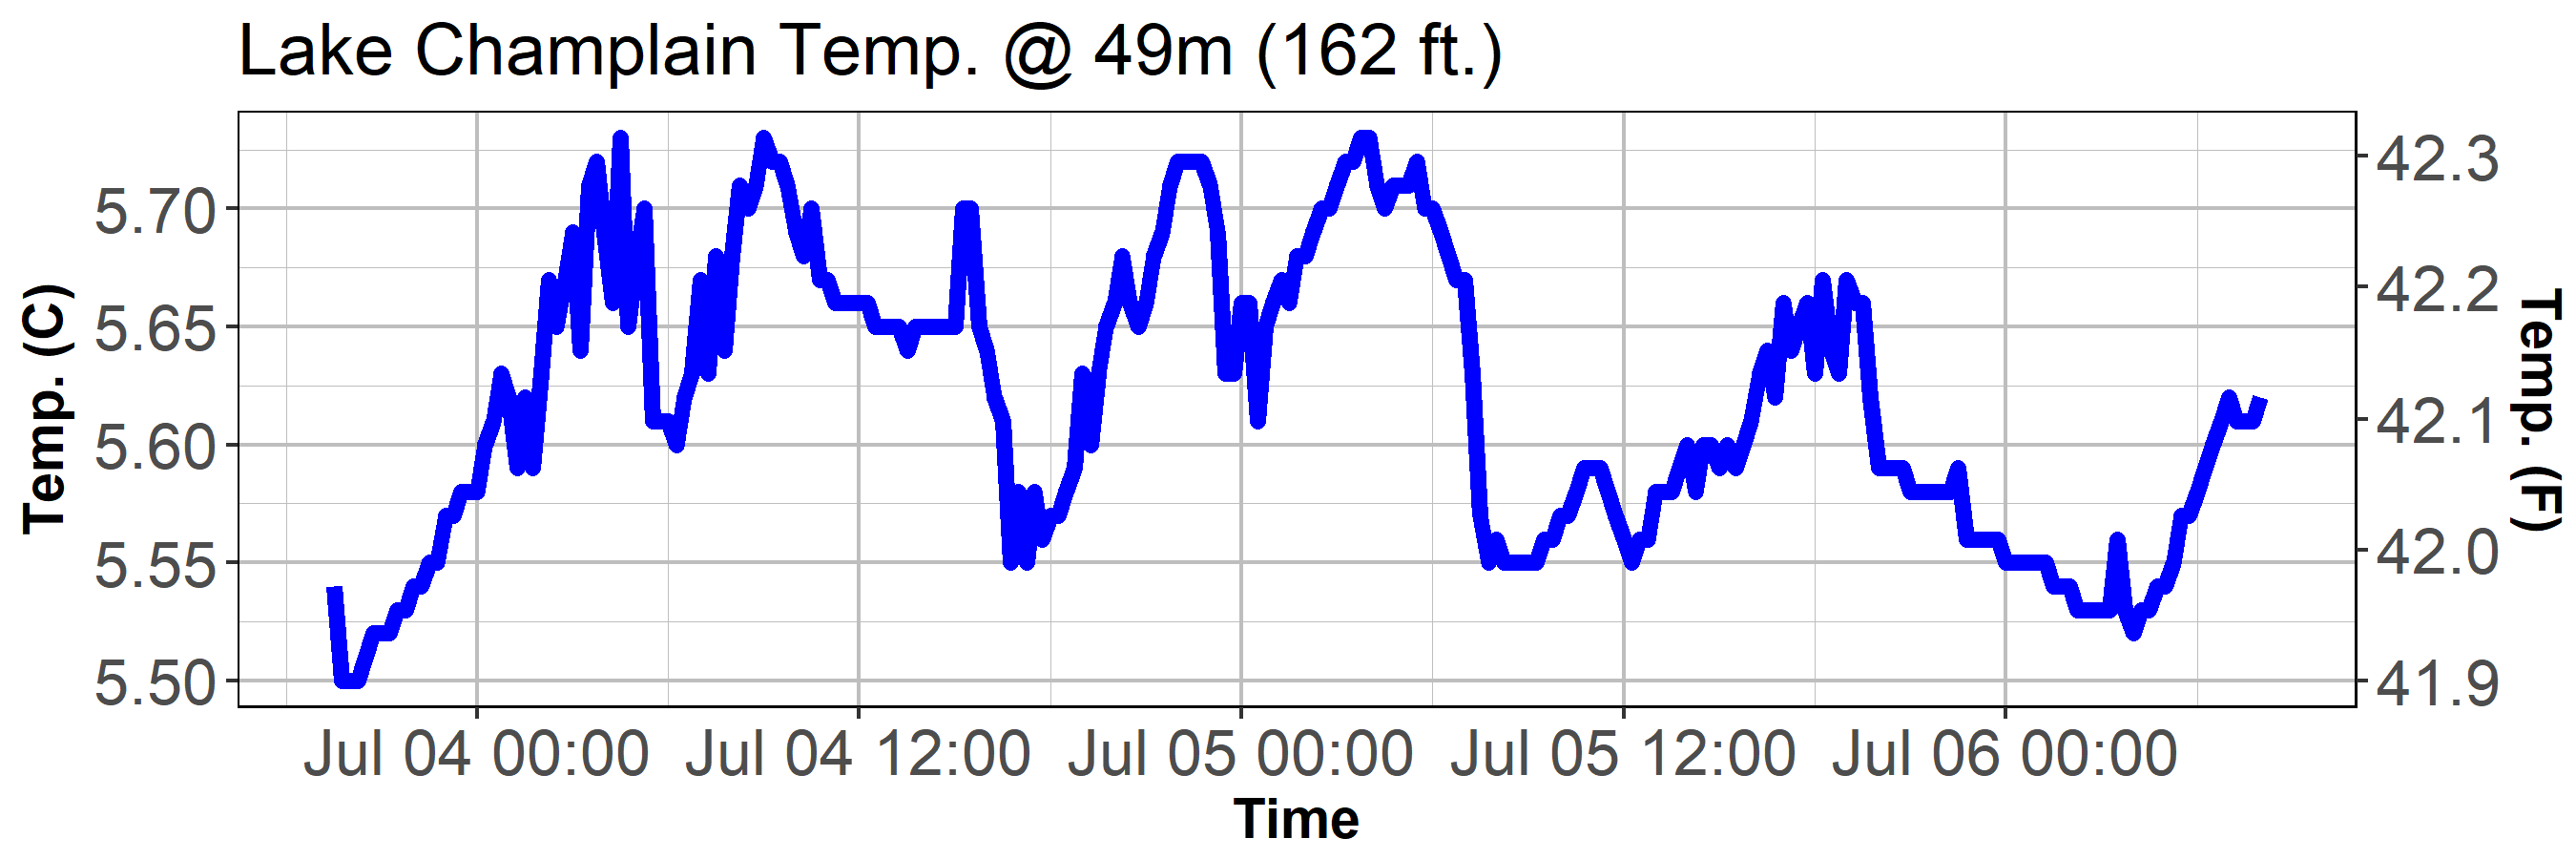 Lake Champlain Temp. @ 49m (162 ft.)
Temp. (C)
5.70
5.65
5.60
5.55
5.50
42.3
42.2
42.1
42.0
41.9
Temp. (F)
Jul 04 00:00 Jul 04 12:00 Jul 05 00:00 Jul 05 12:00 Jul 06 00:00
Time